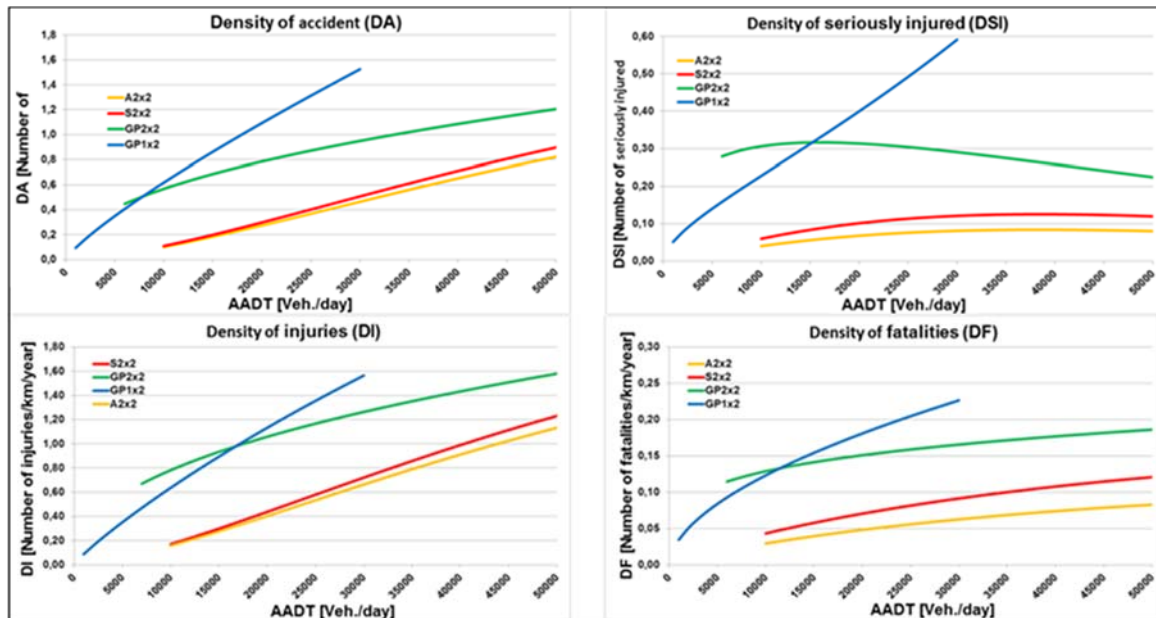 Density of accident (DA)
DA [Number of
1,8
1,6
1,4
1,2
1,0
0,8
0,6
0,4
0,2
0,0
A2x2
S2x2
GP2x2
GP1x2
0
5000
10000
15000
20000
25000
30000
35000
40000
45000
50000
AADT [Veh./day]
Density of seriously injured (DSI)
DSI [Number of seriously injured
0,60
0,50
0,40
0,30
0,20
0,10
0,00
A2x2
S2x2
GP2x2
GP1x2
0
5000
10000
15000
20000
25000
30000
35000
40000
45000
50000
AADT [Veh./day]
Density of injuries (DI)
DI [Number of injuries/km/year]
1,80
1,60
1,40
1,20
1,00
0,80
0,60
0,40
0,20
0,00
S2x2
GP2x2
GP1x2
A2x2
0
5000
10000
15000
20000
25000
30000
35000
40000
45000
50000
AADT [Veh./day]
Density of fatalities (DF)
DF [Number of fatalities/km/year]
0,30
0,25
0,20
0,15
0,10
0,05
0,00
A2x2
S2x2
GP2x2
GP1x2
0
5000
10000
15000
20000
25000
30000
35000
40000
45000
50000
AADT [Veh./day]